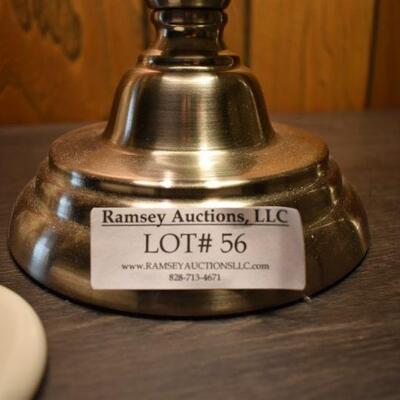 Ramsey Auctions, LLC
LOT# 56
www.RAMSEYAUCTIONSLLC.com
828-713-4671